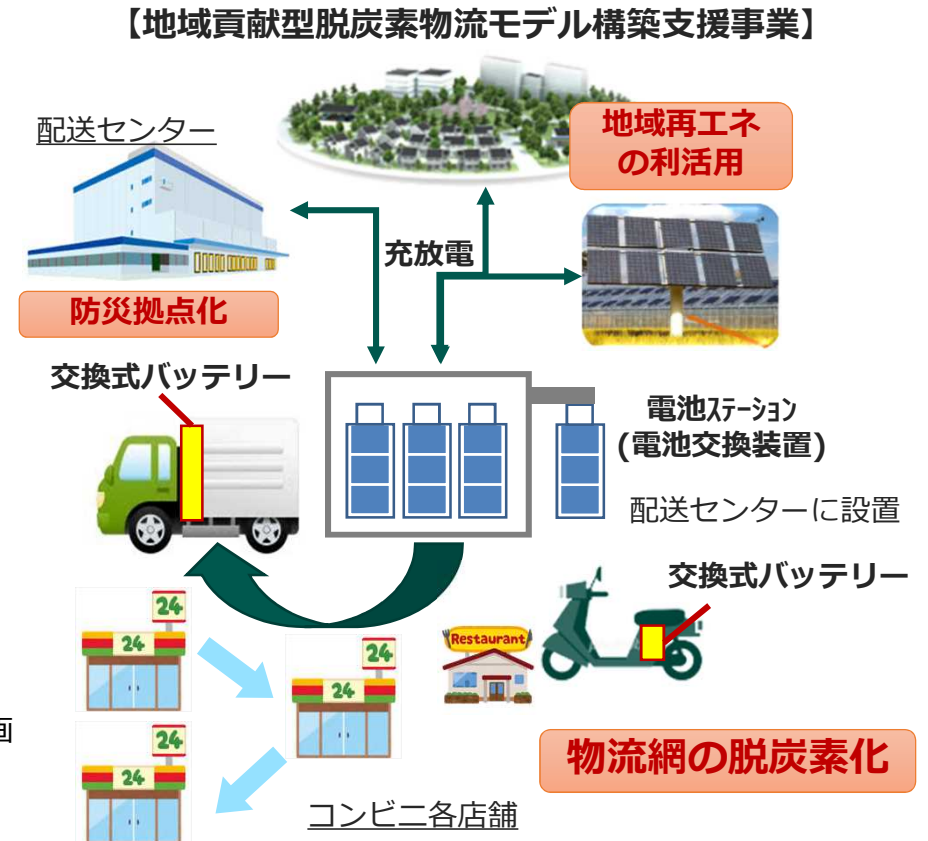 【地域貢献型脱炭素物流モデル構築支援事業】
配送センター
地域再エネ
の利活用
充放電
防災拠点化
交換式バッテリー
電池ｽﾃｰｼｮﾝ
(電池交換装置)
配送センターに設置
交換式バッテリー
24
24
Restaurant
24
24
画
24
24
物流網の脱炭素化
コンビニ各店舗